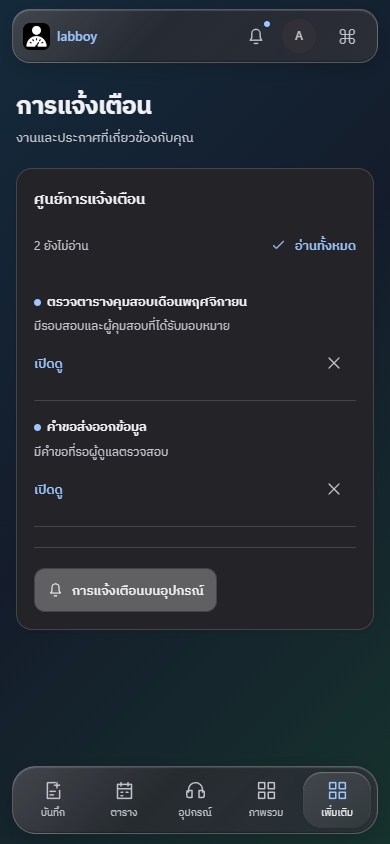 labboy
A
การแจ้งเตือน
งานและประกาศที่เกี่ยวข้องกับคุณ
ศูนย์การแจ้งเตือน
2 ยังไม่อ่าน
อ่านทั้งหมด
ตรวจตารางคุมสอบเดือนพฤศจิกายน
มีรอบสอบและผู้คุมสอบที่ได้รับมอบหมาย
เปิดดู
คำขอส่งออกข้อมูล
มีคำขอที่รอผู้ดูแลตรวจสอบ
เปิดดู
การแจ้งเตือนบนอุปกรณ์
บันทึก
ตาราง
อุปกรณ์
ภาพรวม
เพิ่มเติม